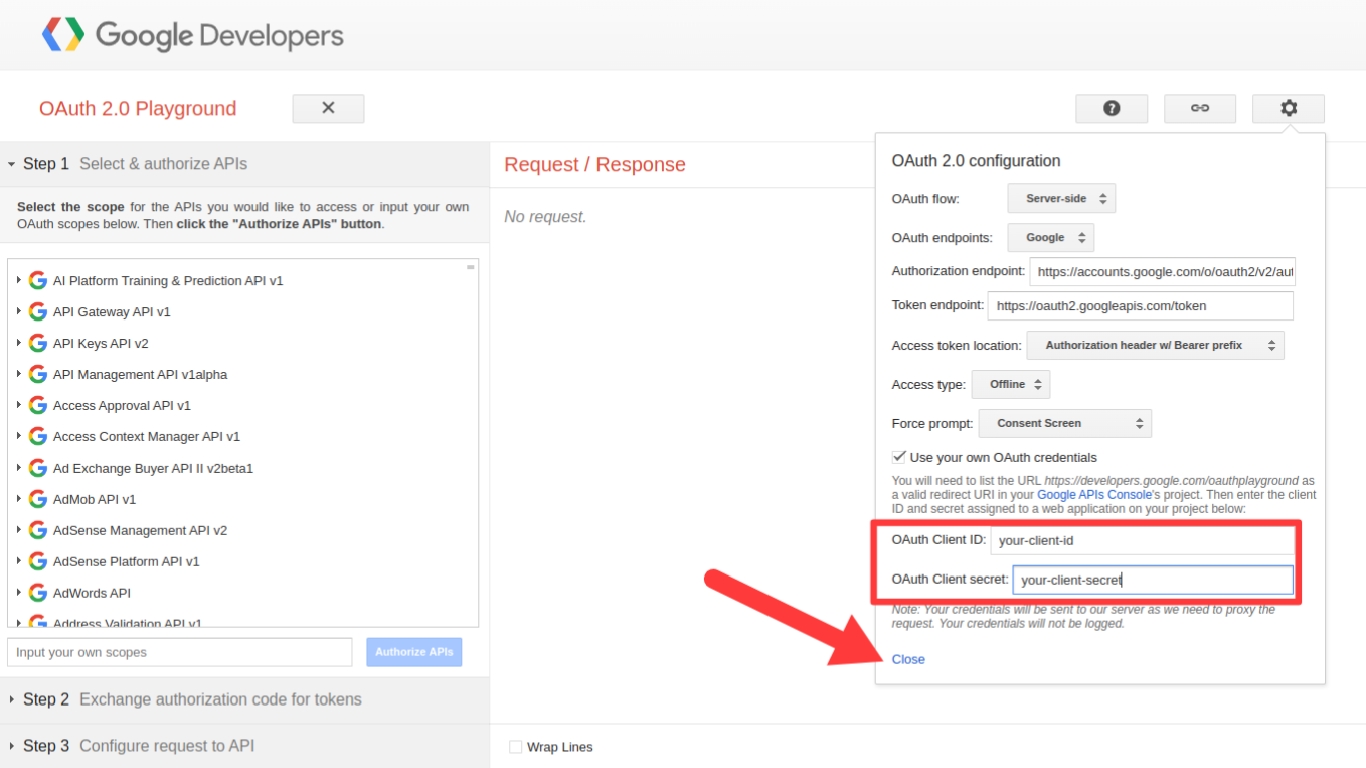 Google Developers
OAuth 2.0 Playground
Step 1 Select & authorize APIs
Select the scope for the APIs you would like to access or input your own
OAuth scopes below. Then click the "Authorize APIs" button.
AI Platform Training & Prediction API v1
API Gateway API v1
API Keys API v2
API Management API v1alpha
Access Approval API v1
Access Context Manager API v1
Ad Exchange Buyer API II v2beta1
AdMob API v1
AdSense Management API v2
AdSense Platform API v1
AdWords API
Address Validation API v1
Input your own scopes
Authorize APIs
Step 2 Exchange authorization code for tokens
Step 3 Configure request to API
Request / Response
No request.
Wrap Lines
OAuth 2.0 configuration
OAuth flow: Server-side
OAuth endpoints: Google
Authorization endpoint: https://accounts.google.com/o/oauth2/v2/aut
Token endpoint: https://oauth2.googleapis.com/token
Access token location: Authorization header w/ Bearer prefix
Access type: Offline
Force prompt: Consent Screen
Use your own OAuth credentials
You will need to list the URL https://developers.google.com/oauthplayground as
a valid redirect URI in your Google APIs Console's project. Then enter the client
ID and secret assigned to a web application on your project below:
OAuth Client ID: your-client-id
OAuth Client secret: your-client-secret
Note: Your credentials will be sent to our server as we need to proxy the
request. Your credentials will not be logged.
Close